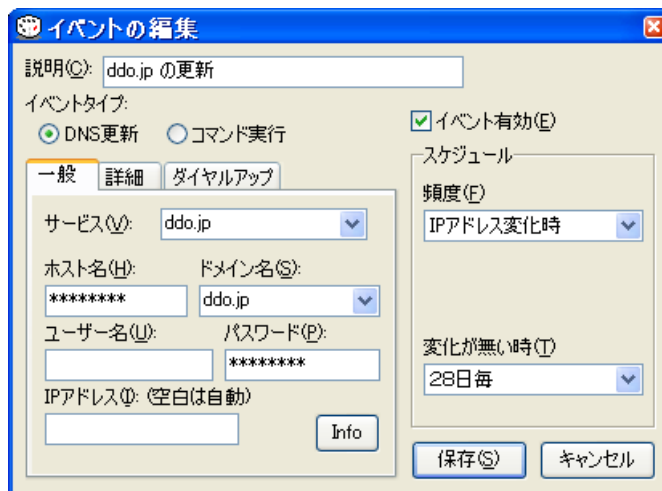 イベントの編集
説明(C): ddo.jp の更新
イベントタイプ:
DNS更新 コマンド実行
イベント有効(E)
一般 詳細 ダイヤルアップ
スケジュール
サービス(V): ddo.jp
頻度(F)
IPアドレス変化時
ホスト名(H): ドメイン名(S):
******** ddo.jp
ユーザー名(U): パスワード(P):
********
変化が無い時(T)
28日毎
IPアドレス(I): (空白は自動)
Info
保存(S) キャンセル